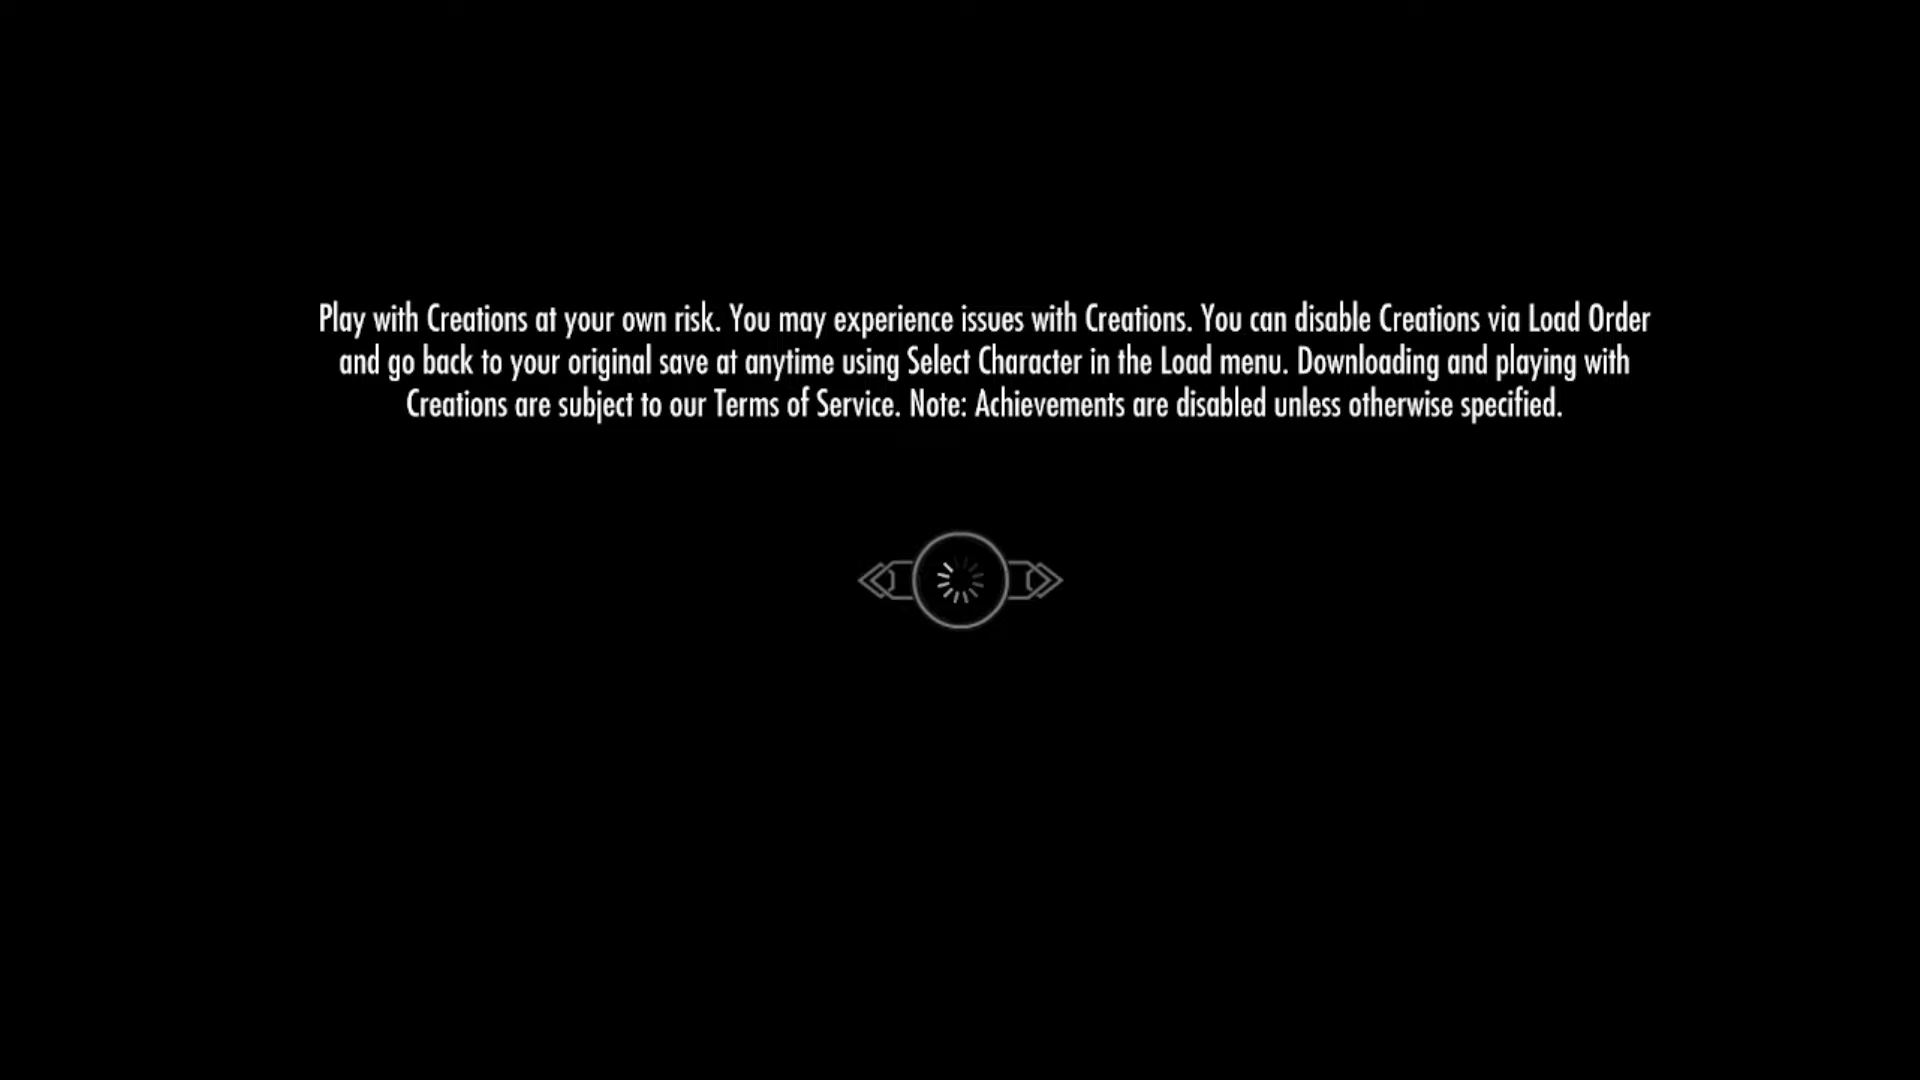 Play with Creations at your own risk. You may experience issues with Creations. You can disable Creations via Load Order
and go back to your original save at anytime using Select Character in the Load menu. Downloading and playing with
Creations are subject to our Terms of Service. Note: Achievements are disabled unless otherwise specified.